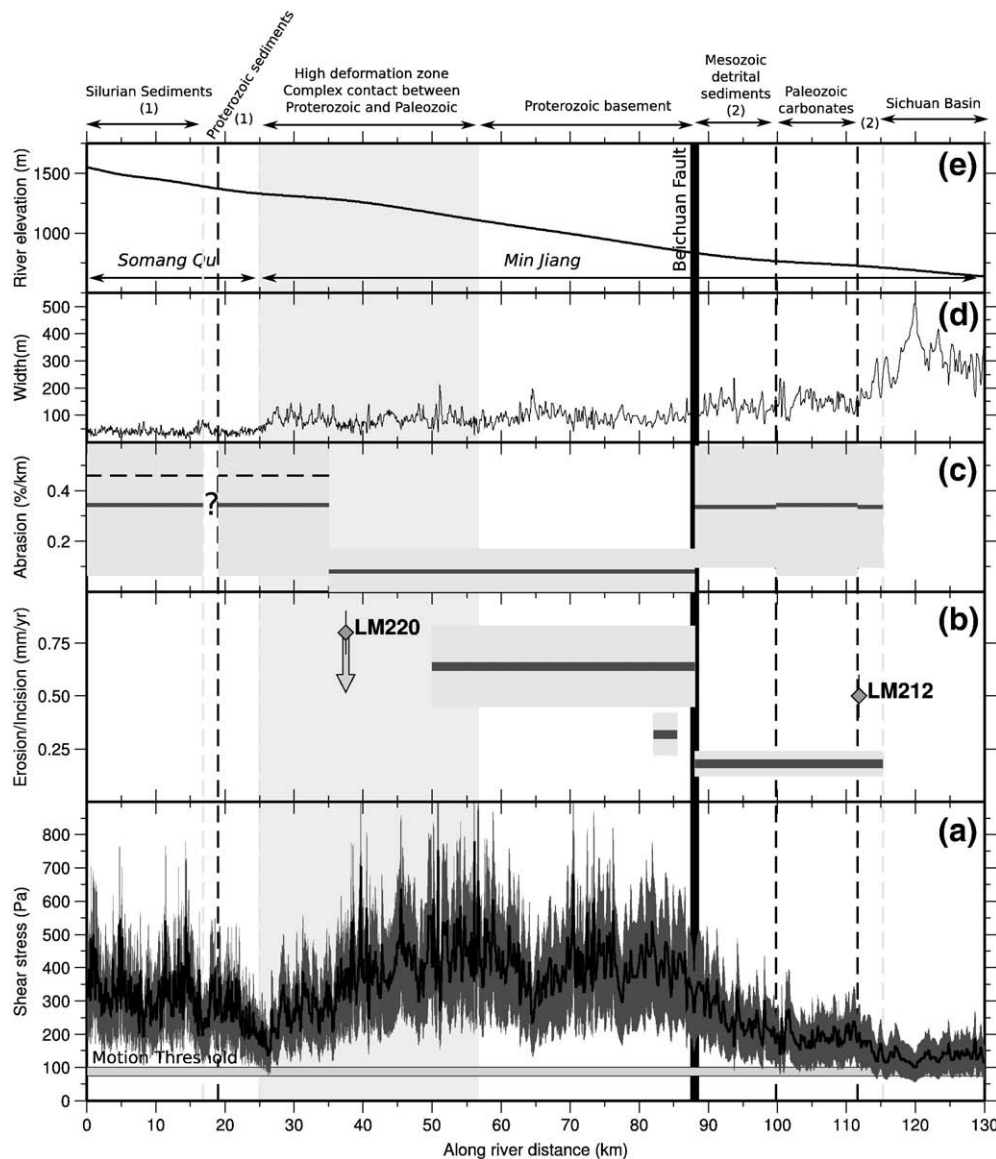 Silurian Sediments
(1)
Proterozoic sediments
(1)
High deformation zone
Complex contact between
Proterozoic and Paleozoic
Proterozoic basement
Mesozoic
detrital
sediments
(2)
Paleozoic
carbonates
(2)
Sichuan Basin
(e)
River elevation (m)
1500
1000
Somang Qu
Min Jiang
Beichuan Fault
(d)
Width(m)
500
400
300
200
100
(c)
Abrasion (%/km)
0.4
0.2
?
(b)
Erosion/Incision (mm/yr)
0.75
0.50
0.25
LM220
LM212
(a)
Shear stress (Pa)
800
700
600
500
400
300
200
100
0
Motion Threshold
0 10 20 30 40 50 60 70 80 90 100 110 120 130
Along river distance (km)